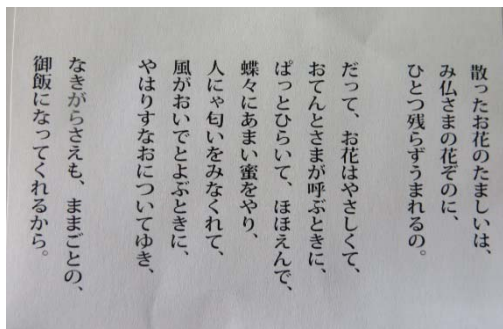 散ったお花のたましいは、
み仏さまの花ぞのに、
ひとつ残らずうまれるの。
だって、お花はやさしくて、
おてんとさまが呼ぶときに、
ぱっとひらいて、ほほえんで、
蝶々にあまい蜜をやり、
人にゃ匂いをみなくれて、
風がおいでとよぶときに、
やはりすなおについてゆき、
なきがらさえも、ままごとの、
御飯になってくれるから。